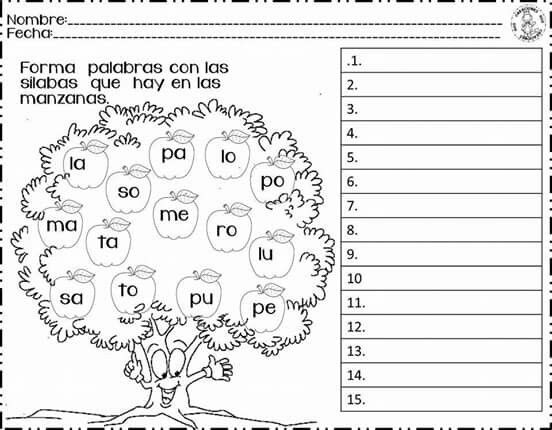 Nombre:
Fecha:
Forma palabras con las
silabas que hay en las
manzanas.
la
pa
lo
so
po
ma
me
ta
ro
lu
sa
to
pu
pe
.1.
2.
3.
4.
5.
6.
7.
8.
9.
10
11.
12.
13.
14.
15.